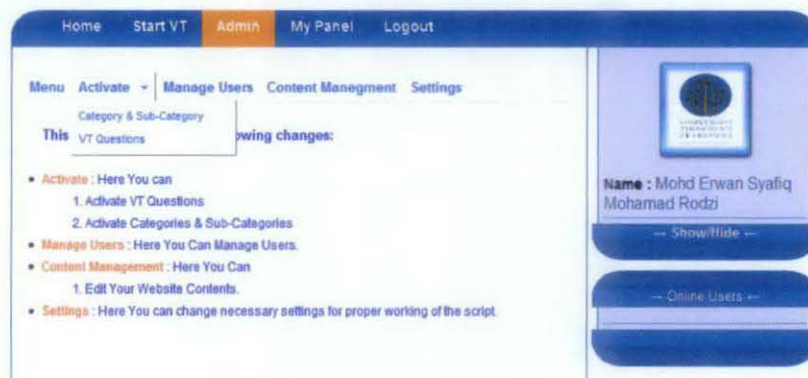 Home Start VT Admin My Panel Logout
Menu Activate Manage Users Content Manegment Settings
Category & Sub-Category
This VT Questions owing changes:
• Activate : Here You can
1. Activate VT Questions
2. Activate Categories & Sub-Categories
• Manage Users : Here You Can Manage Users.
• Content Management : Here You Can
1. Edit Your Website Contents.
• Settings : Here You can change necessary settings for proper working of the script.
Name : Mohd Erwan Syafiq
Mohamad Rodzi
-- Show/Hide --
-- Online Users --